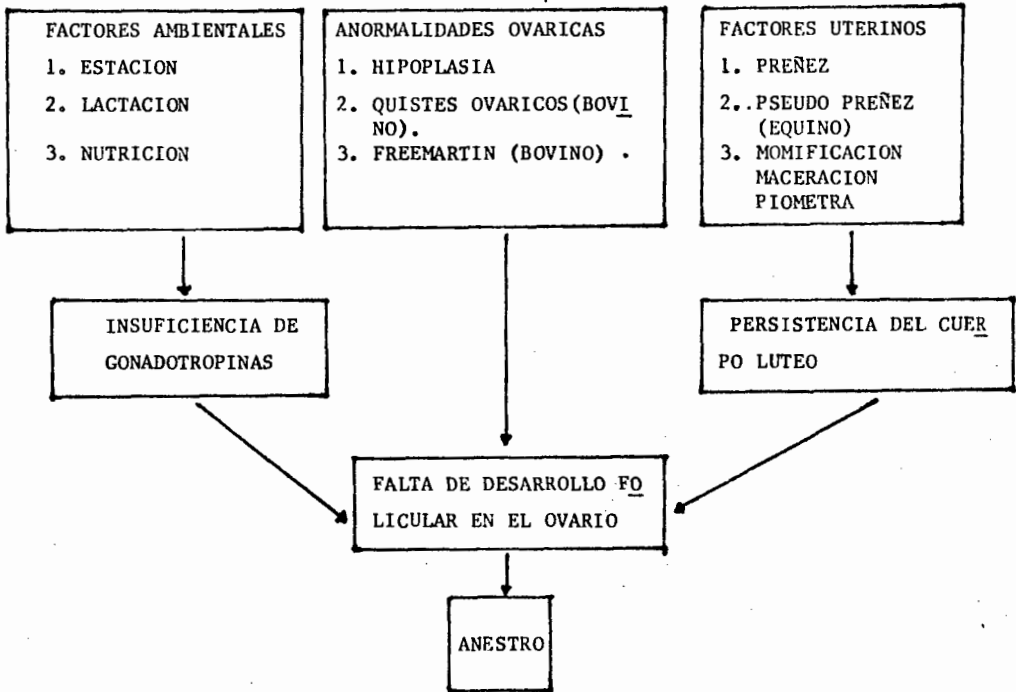 FACTORES AMBIENTALES
1. ESTACION
2. LACTACION
3. NUTRICION
ANORMALIDADES OVARICAS
1. HIPOPLASIA
2. QUISTES OVARICOS(BOVI
NO).
3. FREEMARTIN (BOVINO) .
FACTORES UTERINOS
1. PREÑEZ
2..PSEUDO PREÑEZ
(EQUINO)
3. MOMIFICACION
MACERACION
PIOMETRA
INSUFICIENCIA DE
GONADOTROPINAS
PERSISTENCIA DEL CUER
PO LUTEO
FALTA DE DESARROLLO FO
LICULAR EN EL OVARIO
ANESTRO